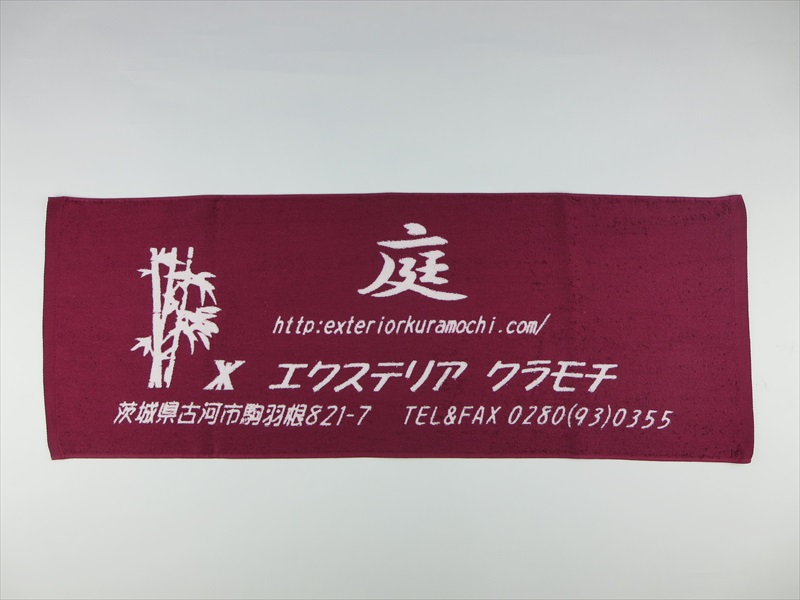 庭
http:exteriorkuramochi.com/
エクステリア クラモチ
茨城県古河市駒羽根821-7 TEL&FAX 0280(93)0355